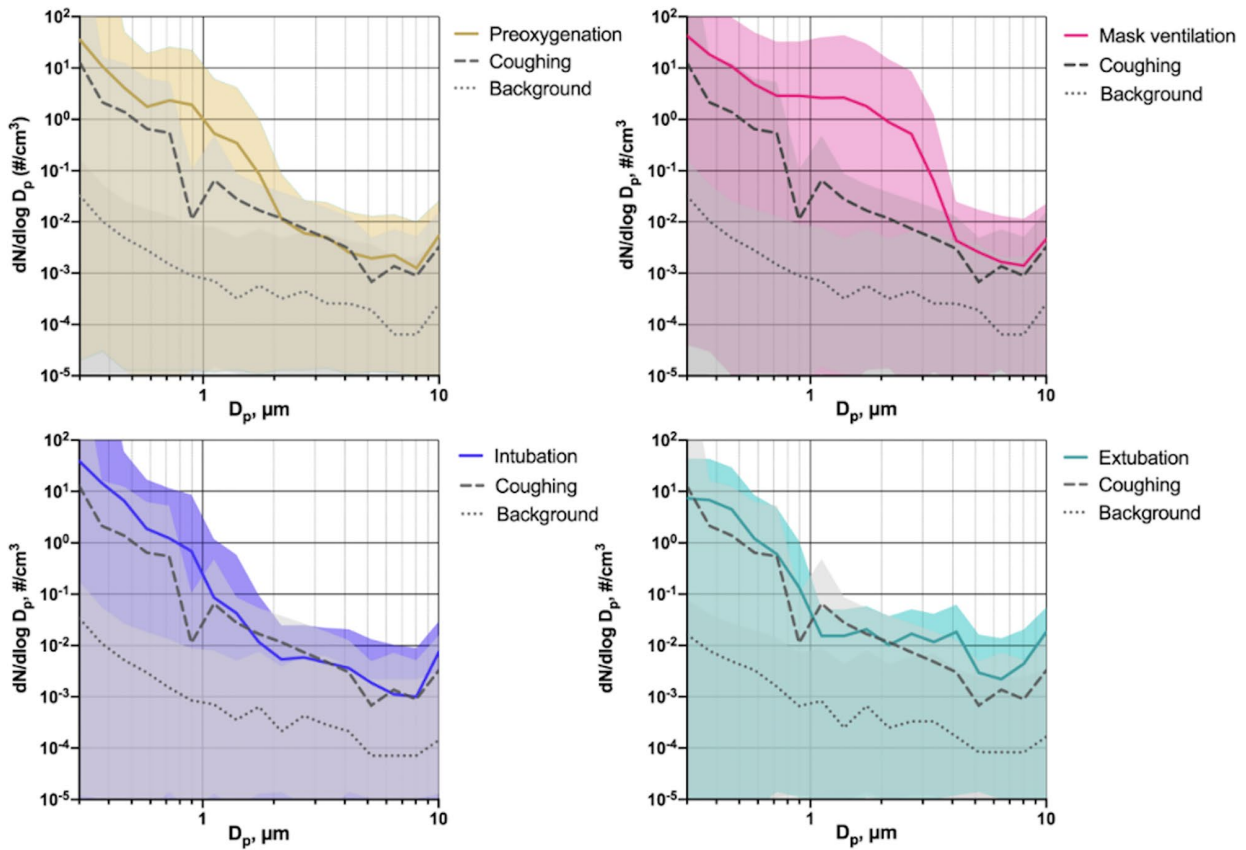 Preoxygenation
Coughing
Background
dN/dlog Dp (#/cm³)
10²
10¹
10⁰
10⁻¹
10⁻²
10⁻³
10⁻⁴
10⁻⁵
1
10
Dp, µm
Mask ventilation
Coughing
Background
dN/dlog Dp, #/cm³
10²
10¹
10⁰
10⁻¹
10⁻²
10⁻³
10⁻⁴
10⁻⁵
1
10
Dp, µm
Intubation
Coughing
Background
dN/dlog Dp, #/cm³
10²
10¹
10⁰
10⁻¹
10⁻²
10⁻³
10⁻⁴
10⁻⁵
1
10
Dp, µm
Extubation
Coughing
Background
dN/dlog Dp, #/cm³
10²
10¹
10⁰
10⁻¹
10⁻²
10⁻³
10⁻⁴
10⁻⁵
1
10
Dp, µm